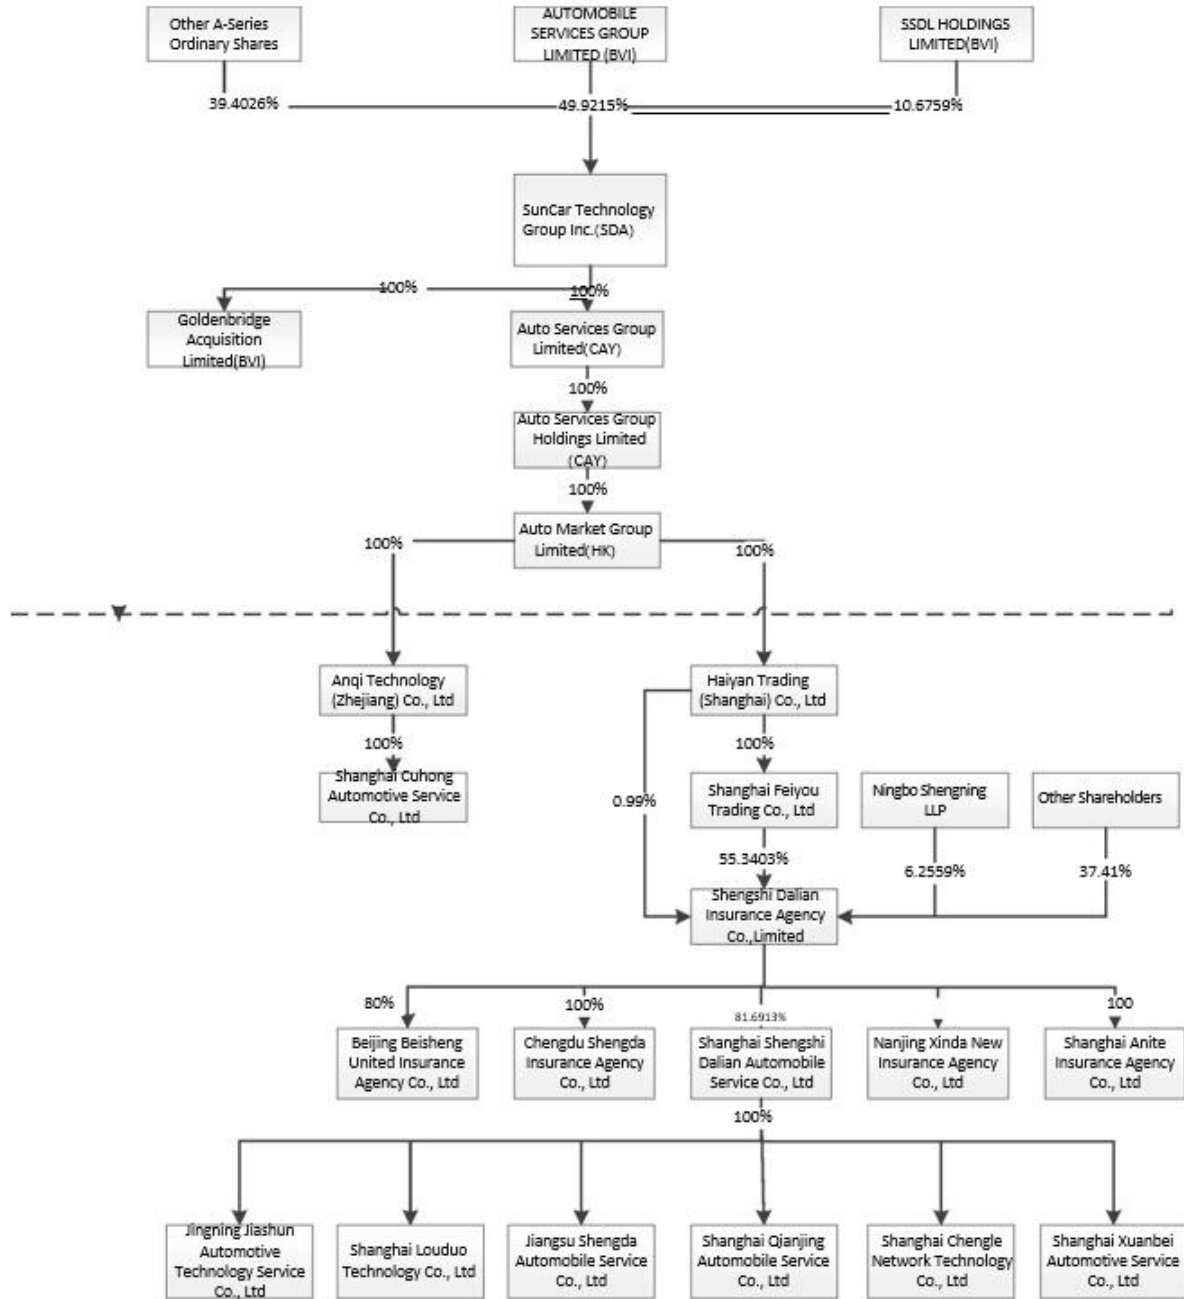 Other A-Series
Ordinary Shares
AUTOMOBILE
SERVICES GROUP
LIMITED (BVI)
SSDL HOLDINGS
LIMITED(BVI)
39.4026%
49.9215%
10.6759%
SunCar Technology
Group Inc.(SDA)
100%
100%
Goldenbridge
Acquisition
Limited(BVI)
Auto Services Group
Limited(CAY)
100%
Auto Services Group
Holdings Limited
(CAY)
100%
Auto Market Group
Limited(HK)
100%
100%
Anqi Technology
(Zhejiang) Co., Ltd
Haiyan Trading
(Shanghai) Co., Ltd
100%
100%
Shanghai Cuhong
Automotive Service
Co., Ltd
0.99%
Shanghai Feiyou
Trading Co., Ltd
Ningbo Shengning
LLP
Other Shareholders
55.3403%
6.2559%
37.41%
Shengshi Dalian
Insurance Agency
Co.,Limited
80%
100%
81.6913%
100
Beijing Beisheng
United Insurance
Agency Co., Ltd
Chengdu Shengda
Insurance Agency
Co., Ltd
Shanghai Shengshi
Dalian Automobile
Service Co., Ltd
Nanjing Xinda New
Insurance Agency
Co., Ltd
Shanghai Anite
Insurance Agency
Co., Ltd
100%
Jingning Jiashun
Automotive
Technology Service
Co., Ltd
Shanghai Louduo
Technology Co., Ltd
Jiangsu Shengda
Automobile Service
Co., Ltd
Shanghai Qianjing
Automobile Service
Co., Ltd
Shanghai Chengle
Network Technology
Co., Ltd
Shanghai Xuanbei
Automotive Service
Co., Ltd